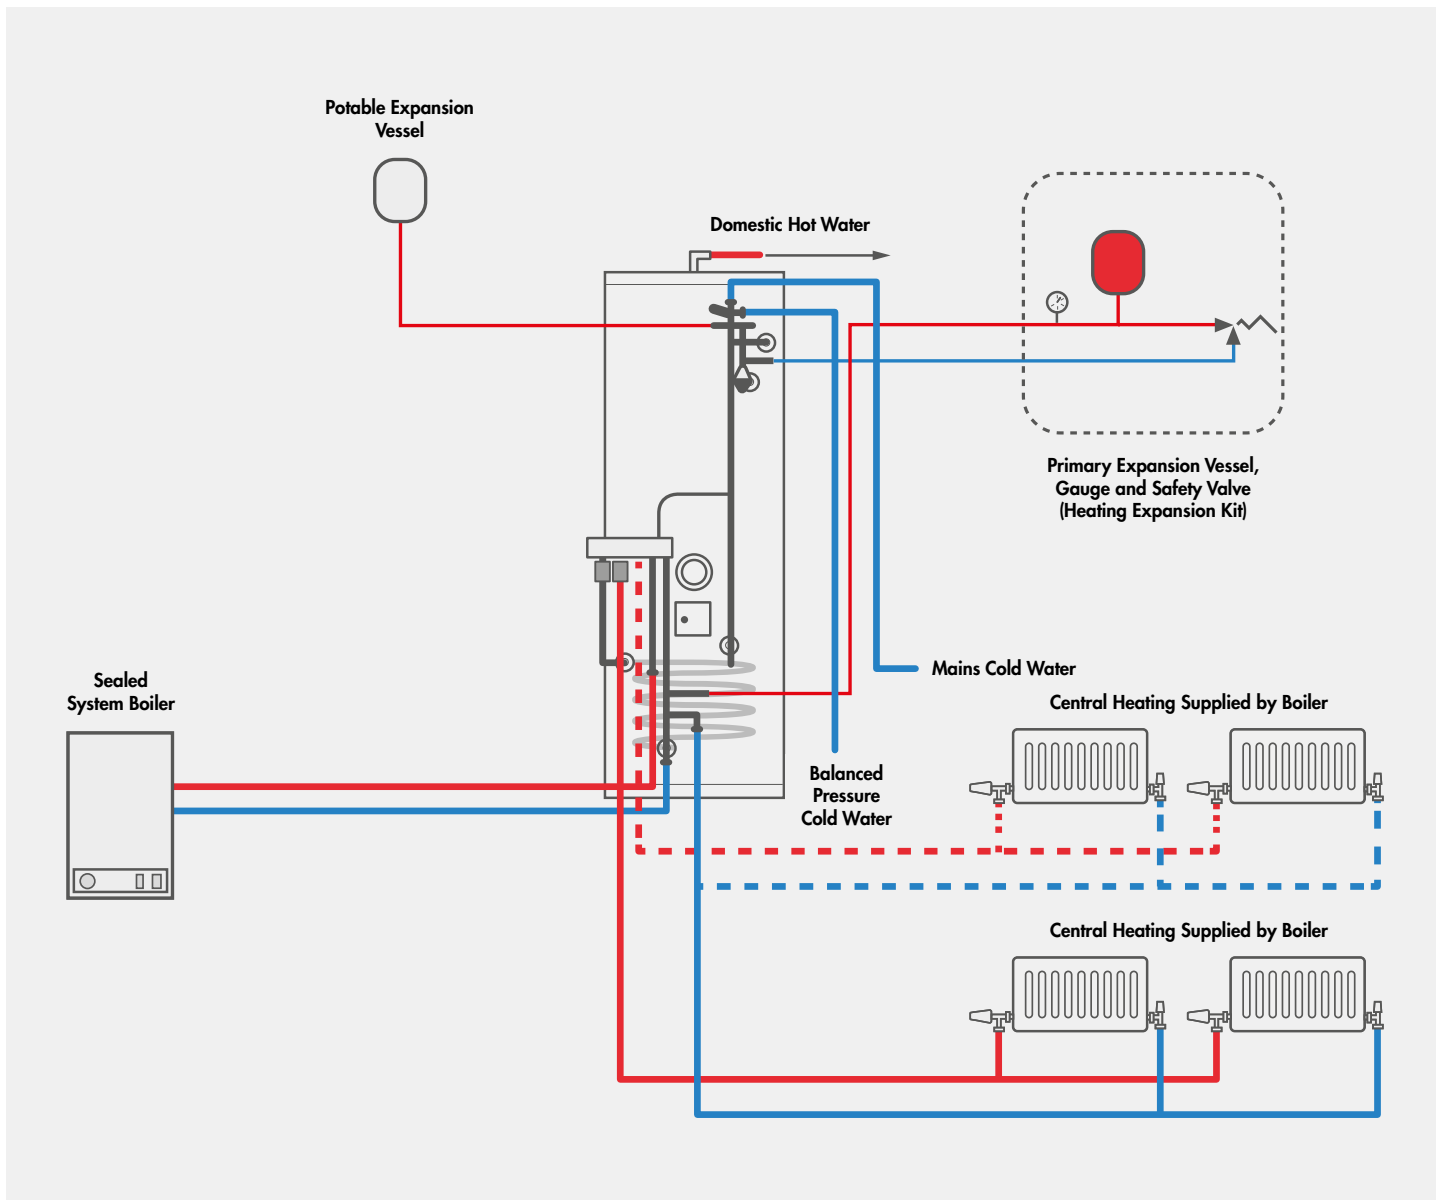 Potable Expansion
Vessel
Domestic Hot Water
Primary Expansion Vessel,
Gauge and Safety Valve
(Heating Expansion Kit)
Sealed
System Boiler
Mains Cold Water
Central Heating Supplied by Boiler
Balanced
Pressure
Cold Water
Central Heating Supplied by Boiler